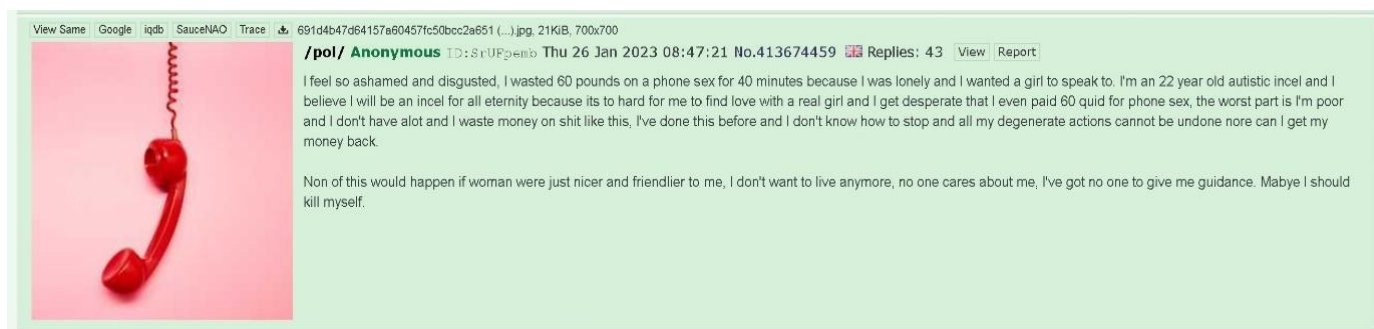 View Same Google iqdb SauceNAO Trace 691d4b47d64157a60457fc50bcc2a651 (...).jpg, 21KiB, 700x700
/pol/ Anonymous ID:SrUFpemb Thu 26 Jan 2023 08:47:21 No.413674459 Replies: 43 View Report
I feel so ashamed and disgusted, I wasted 60 pounds on a phone sex for 40 minutes because I was lonely and I wanted a girl to speak to. I'm an 22 year old autistic incel and I
believe I will be an incel for all eternity because its to hard for me to find love with a real girl and I get desperate that I even paid 60 quid for phone sex, the worst part is I'm poor
and I don't have alot and I waste money on shit like this, I've done this before and I don't know how to stop and all my degenerate actions cannot be undone nore can I get my
money back.
Non of this would happen if woman were just nicer and friendlier to me, I don't want to live anymore, no one cares about me, I've got no one to give me guidance. Mabye I should
kill myself.